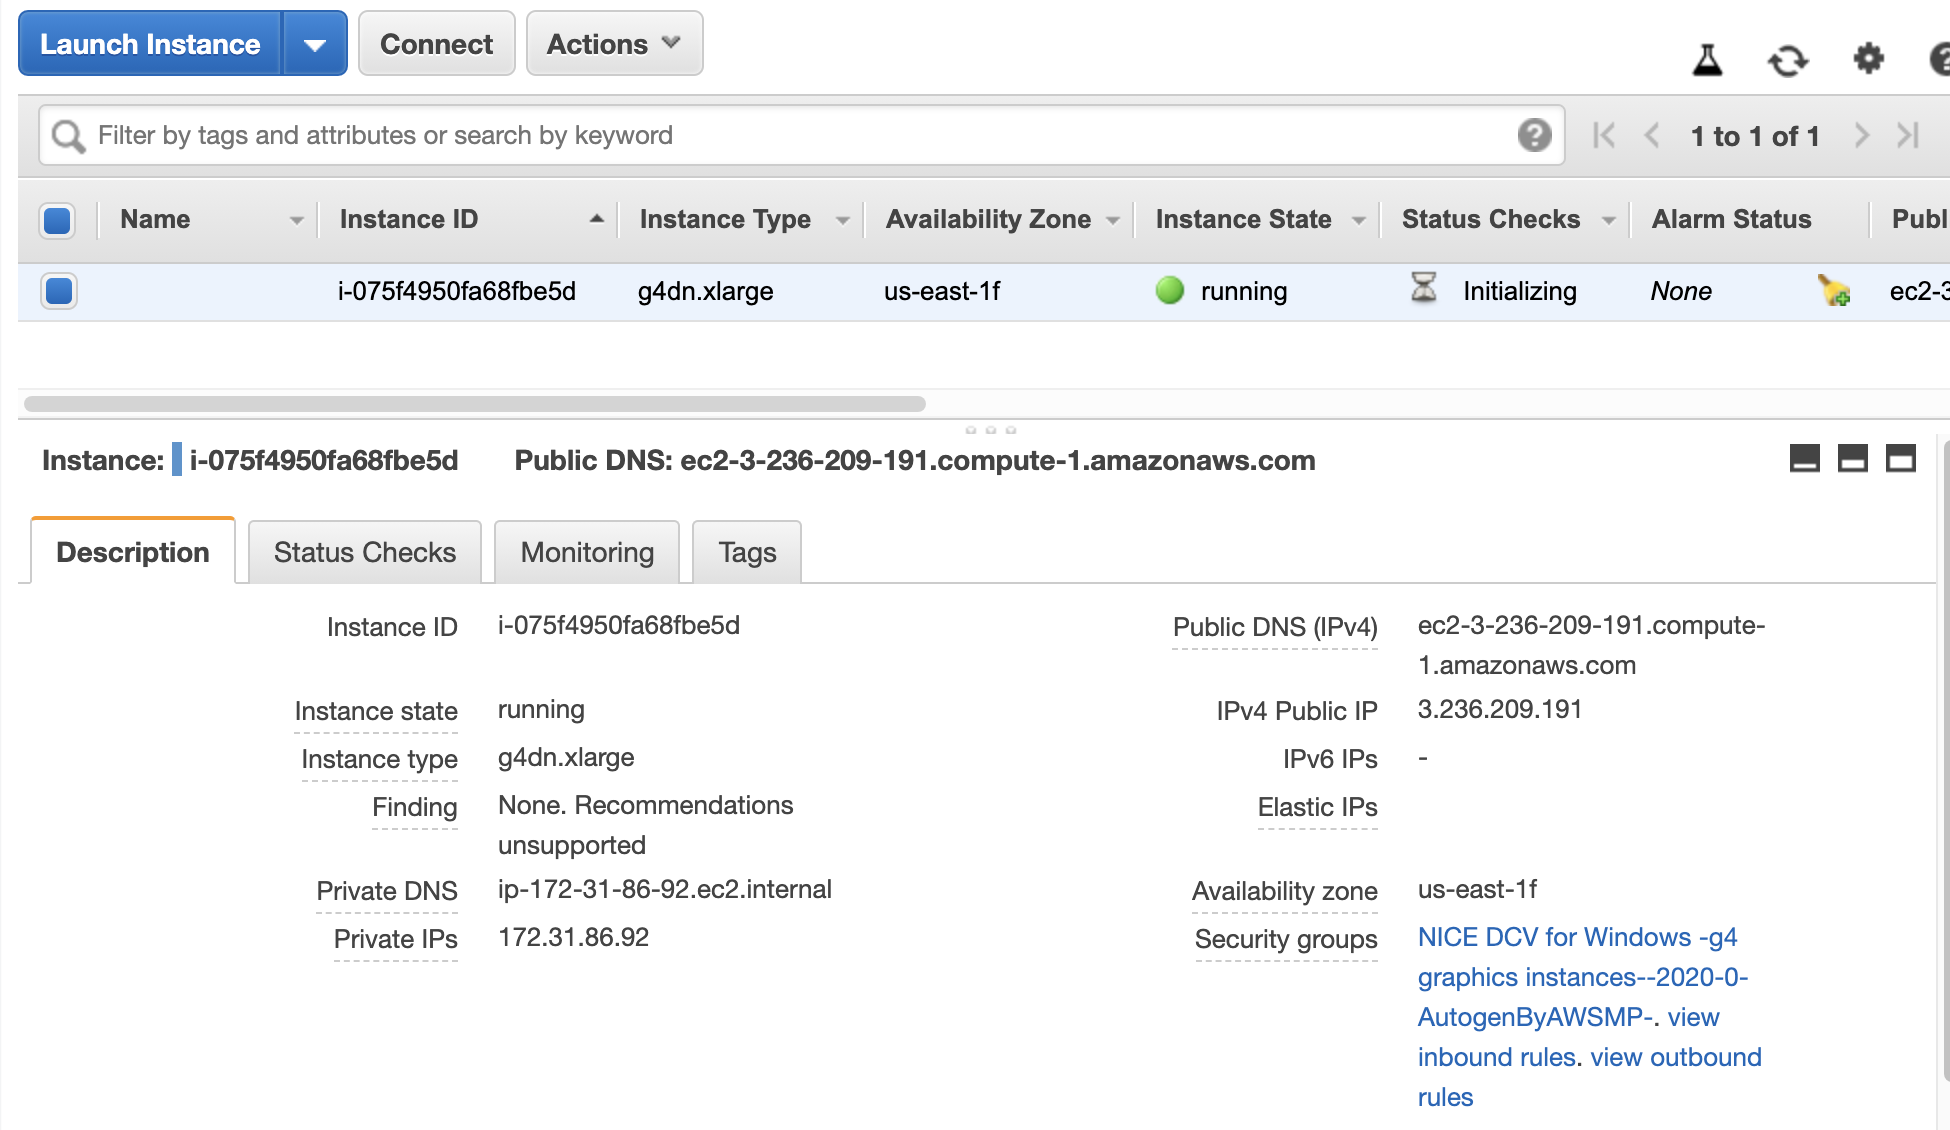 Launch Instance Connect Actions
Filter by tags and attributes or search by keyword 1 to 1 of 1
Name Instance ID Instance Type Availability Zone Instance State Status Checks Alarm Status Publ
i-075f4950fa68fbe5d g4dn.xlarge us-east-1f running Initializing None ec2-3
Instance: i-075f4950fa68fbe5d Public DNS: ec2-3-236-209-191.compute-1.amazonaws.com
Description Status Checks Monitoring Tags
Instance ID i-075f4950fa68fbe5d
Instance state running
Instance type g4dn.xlarge
Finding None. Recommendations
unsupported
Private DNS ip-172-31-86-92.ec2.internal
Private IPs 172.31.86.92
Public DNS (IPv4) ec2-3-236-209-191.compute-
1.amazonaws.com
IPv4 Public IP 3.236.209.191
IPv6 IPs -
Elastic IPs
Availability zone us-east-1f
Security groups NICE DCV for Windows -g4
graphics instances--2020-0-
AutogenByAWSMP-. view
inbound rules. view outbound
rules